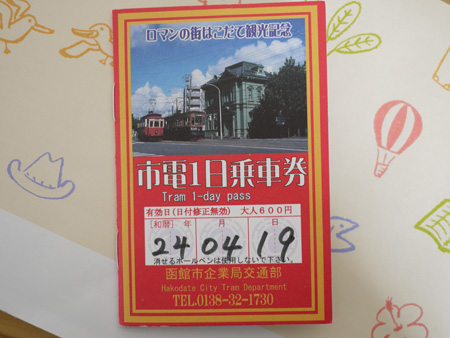 ロマンの街はこだて観光記念
市電1日乗車券
Tram 1-day pass
有効日(日付修正無効) 大人600円
[和暦] 年 月 日
24 04 19
消せるボールペンは使用しないで下さい。
函館市企業局交通部
Hakodate City Tram Department
TEL.0138-32-1730